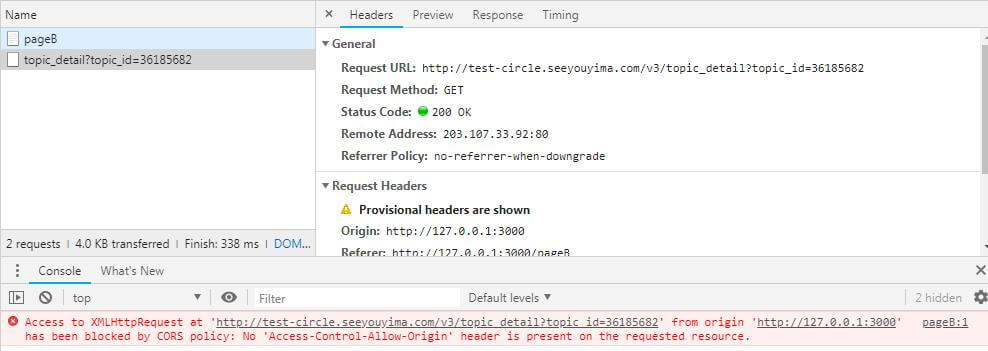 Name
pageB
topic_detail?topic_id=36185682
2 requests | 4.0 KB transferred | Finish: 338 ms | DOM...
× Headers Preview Response Timing
▼ General
Request URL: http://test-circle.seeyouyima.com/v3/topic_detail?topic_id=36185682
Request Method: GET
Status Code: 200 OK
Remote Address: 203.107.33.92:80
Referrer Policy: no-referrer-when-downgrade
▼ Request Headers
Provisional headers are shown
Origin: http://127.0.0.1:3000
Referer: http://127.0.0.1:3000/pageB
Console What's New
top Filter Default levels ▼ 2 hidden
Access to XMLHttpRequest at 'http://test-circle.seeyouyima.com/v3/topic_detail?topic_id=36185682' from origin 'http://127.0.0.1:3000' pageB:1
has been blocked by CORS policy: No 'Access-Control-Allow-Origin' header is present on the requested resource.